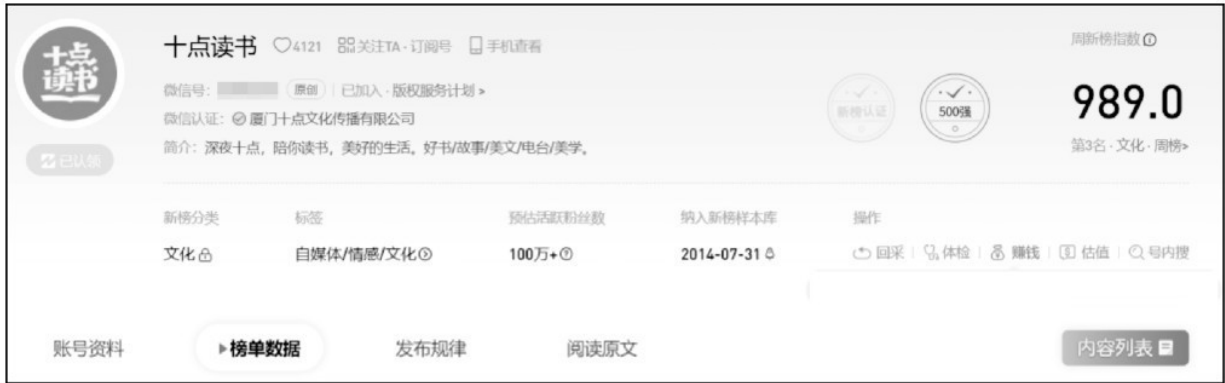 十点读书
十点读书 4121 关注TA·订阅号 手机查看
周新榜指数
微信号: 原创 | 已加入·版权服务计划 »
新榜认证
500强
989.0
微信认证: 厦门十点文化传播有限公司
已认领
简介: 深夜十点, 陪你读书, 美好的生活。好书/故事/美文/电台/美学。
第3名·文化·周榜»
新榜分类 标签 预估活跃粉丝数 纳入新榜样本库 操作
文化 自媒体/情感/文化 100万+ 2014-07-31 回采 | 体检 | 赚钱 | 估值 | 号内搜
账号资料 ▶榜单数据 发布规律 阅读原文 内容列表